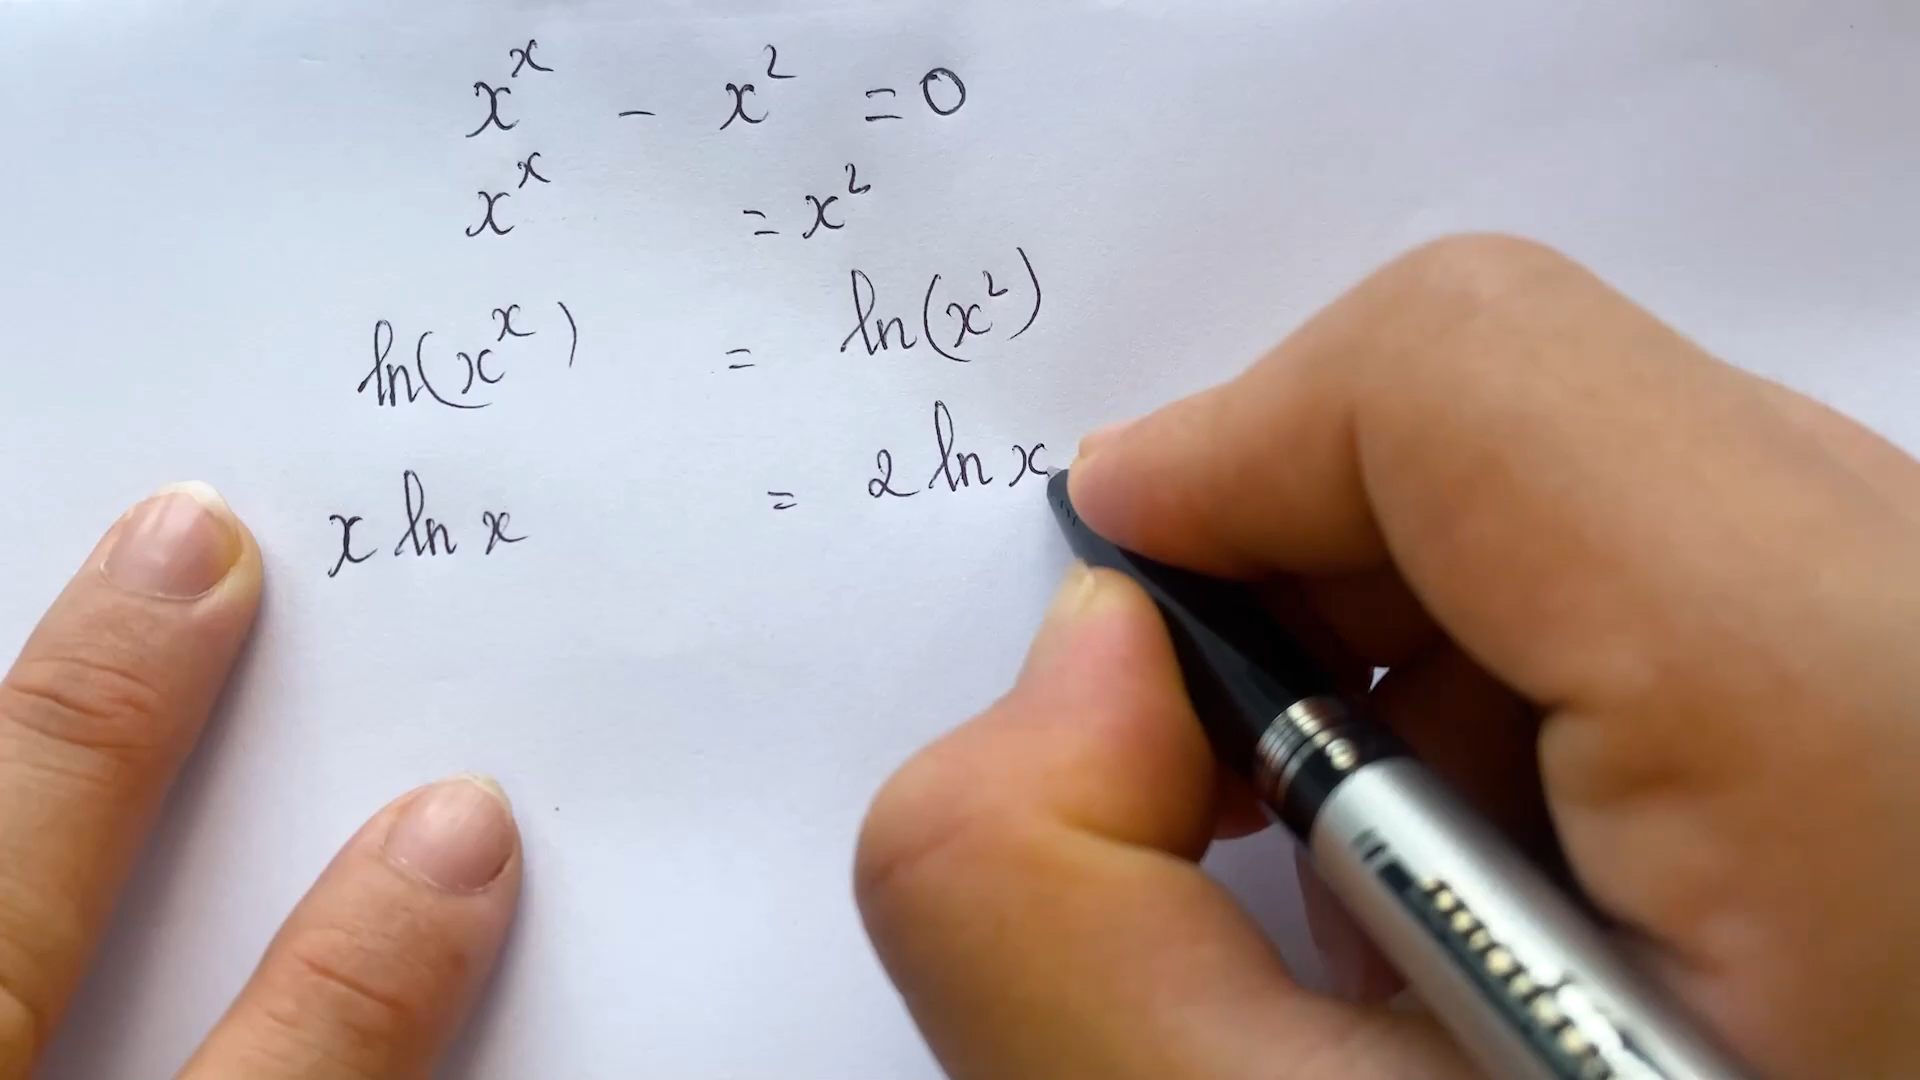 x^x - x^2 = 0
x^x = x^2
ln(x^x) = ln(x^2)
x ln x = 2 ln x